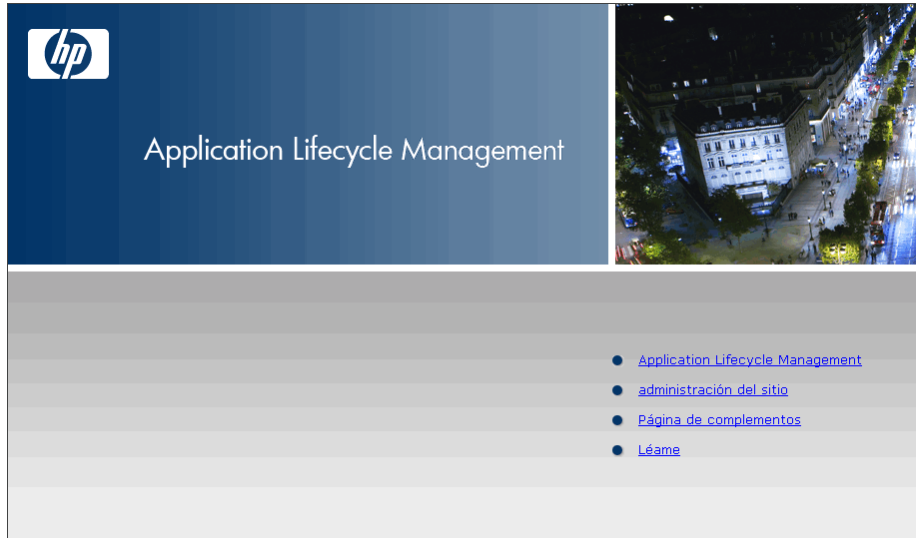 hp
Application Lifecycle Management
Application Lifecycle Management
administración del sitio
Página de complementos
Léame